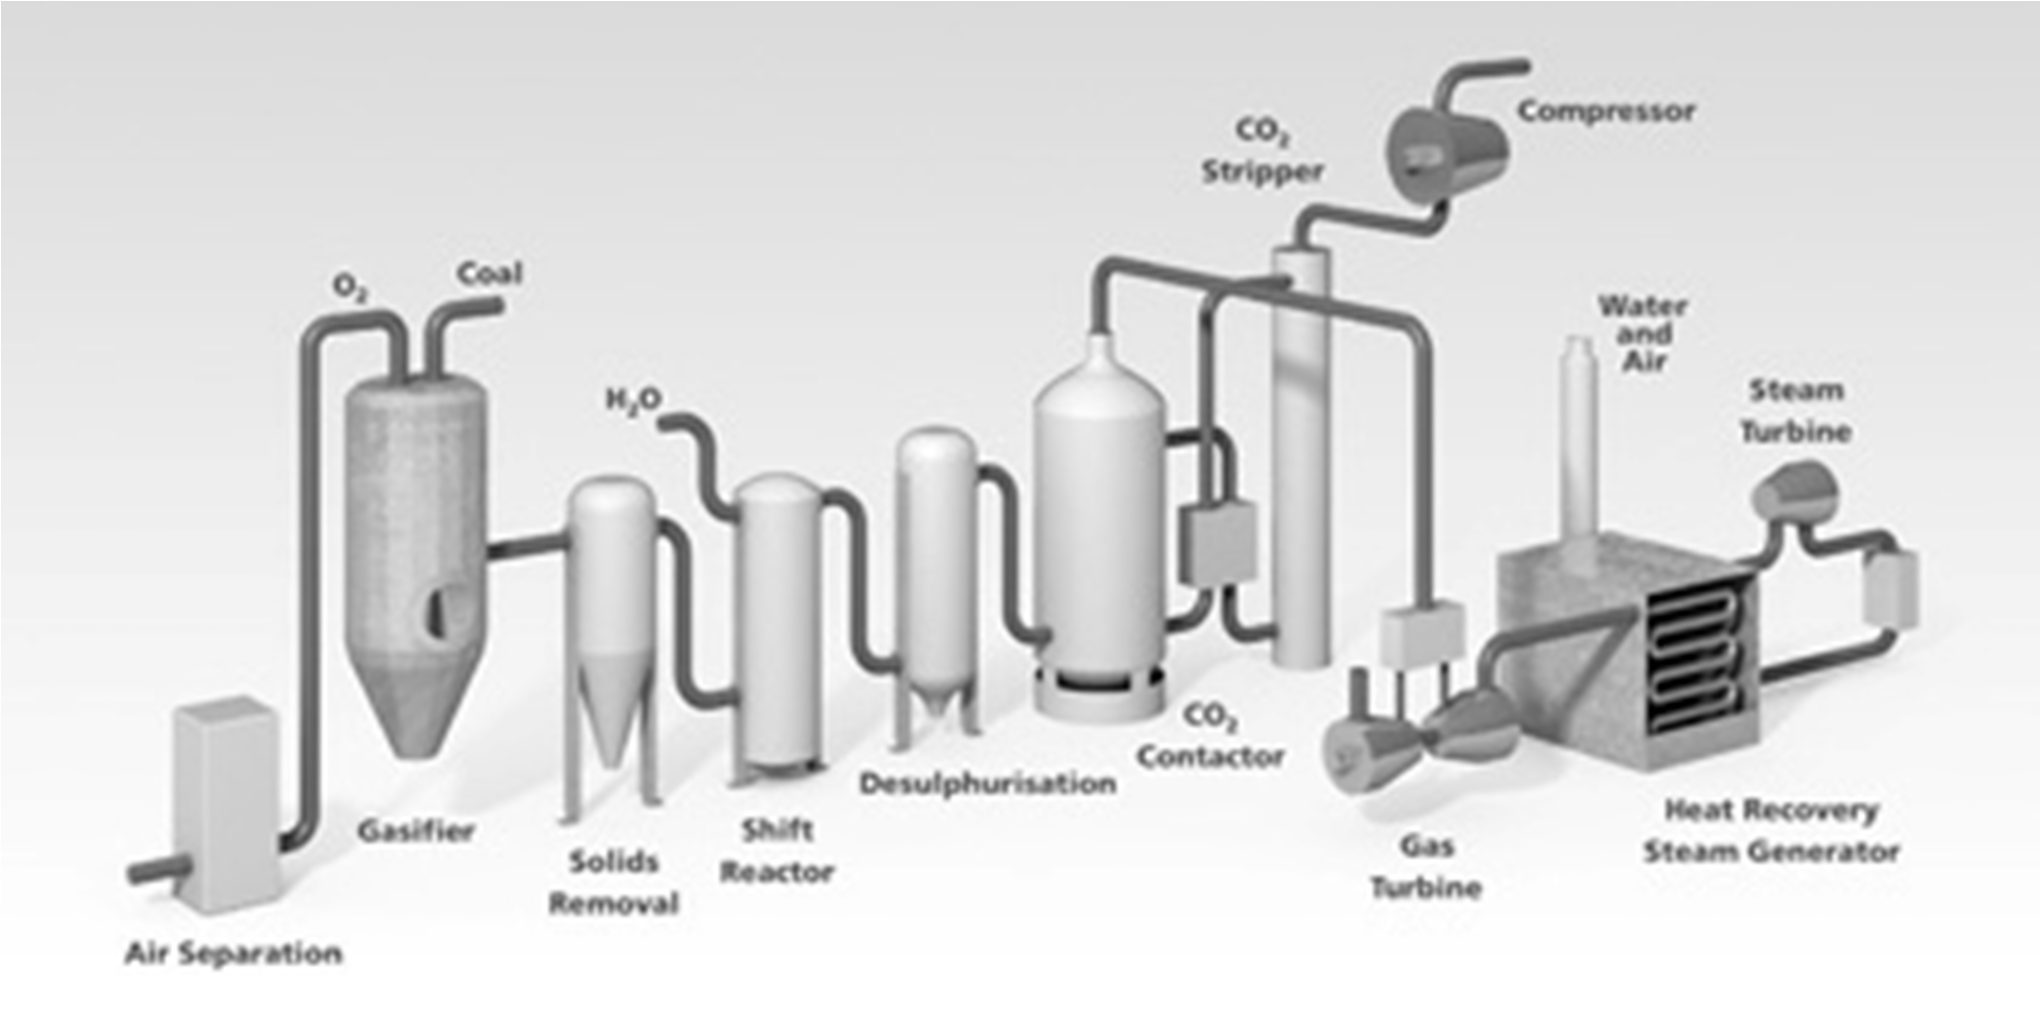 Compressor
CO₂
Stripper
O₂
Coal
Water
and
Air
Steam
Turbine
H₂O
CO₂
Contactor
Desulphurisation
Heat Recovery
Steam Generator
Gasifier
Shift
Reactor
Gas
Turbine
Solids
Removal
Air Separation